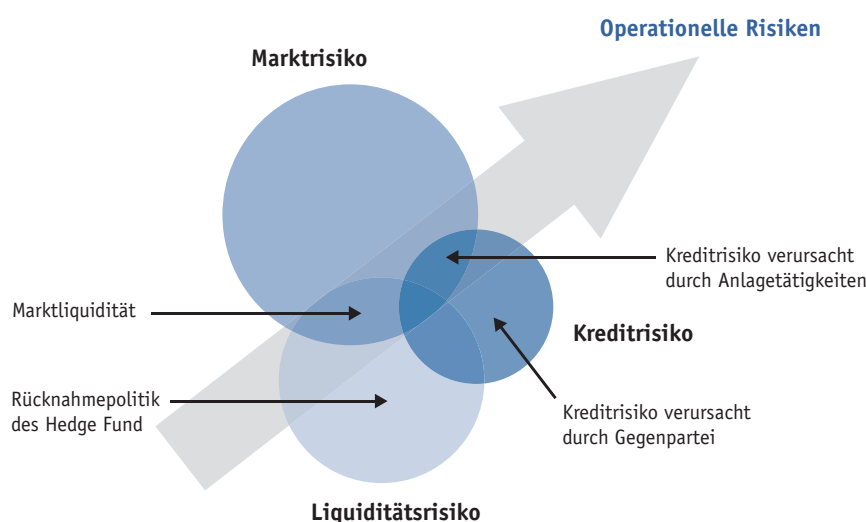 Operationelle Risiken
Marktrisiko
Kreditrisiko verursacht
durch Anlagetätigkeiten
Marktliquidität
Kreditrisiko
Rücknahmepolitik
des Hedge Fund
Kreditrisiko verursacht
durch Gegenpartei
Liquiditätsrisiko